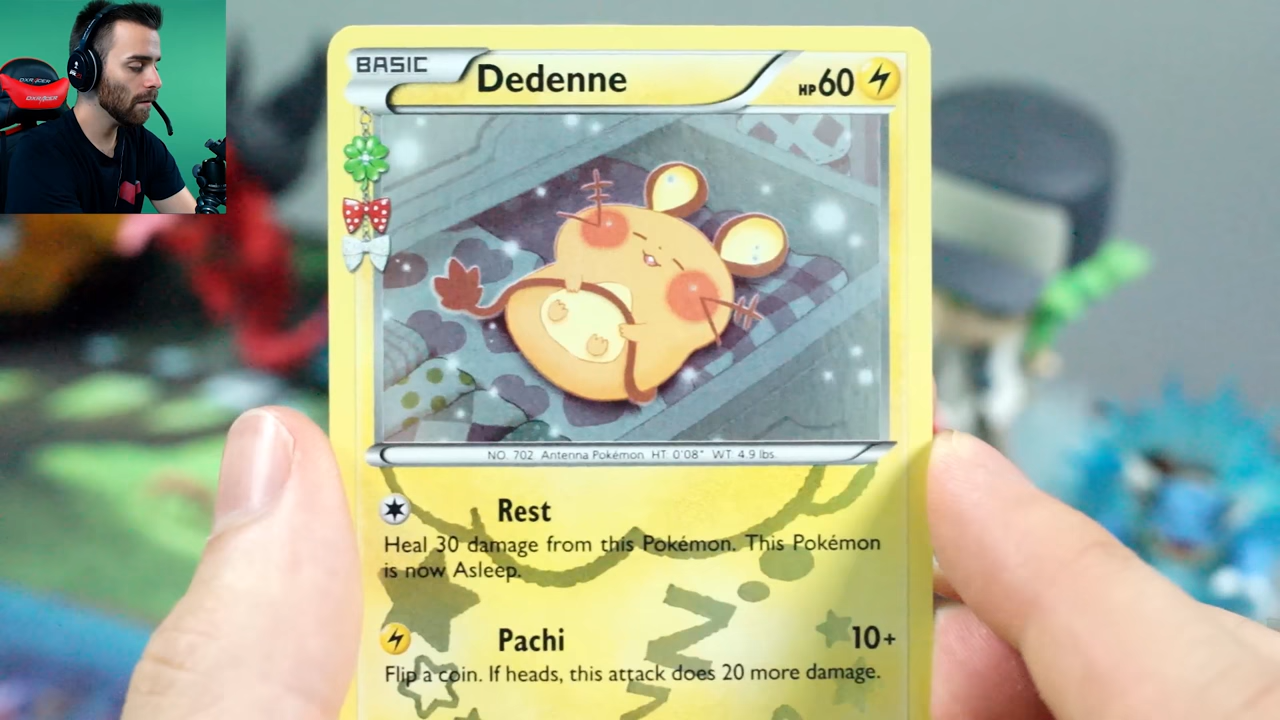 DXRACER
DXRACER
BASIC
Dedenne
HP60
NO. 702 Antenna Pokémon HT: 0'08" WT: 4.9 lbs.
Rest
Heal 30 damage from this Pokémon. This Pokémon
is now Asleep.
Pachi 10+
Flip a coin. If heads, this attack does 20 more damage.